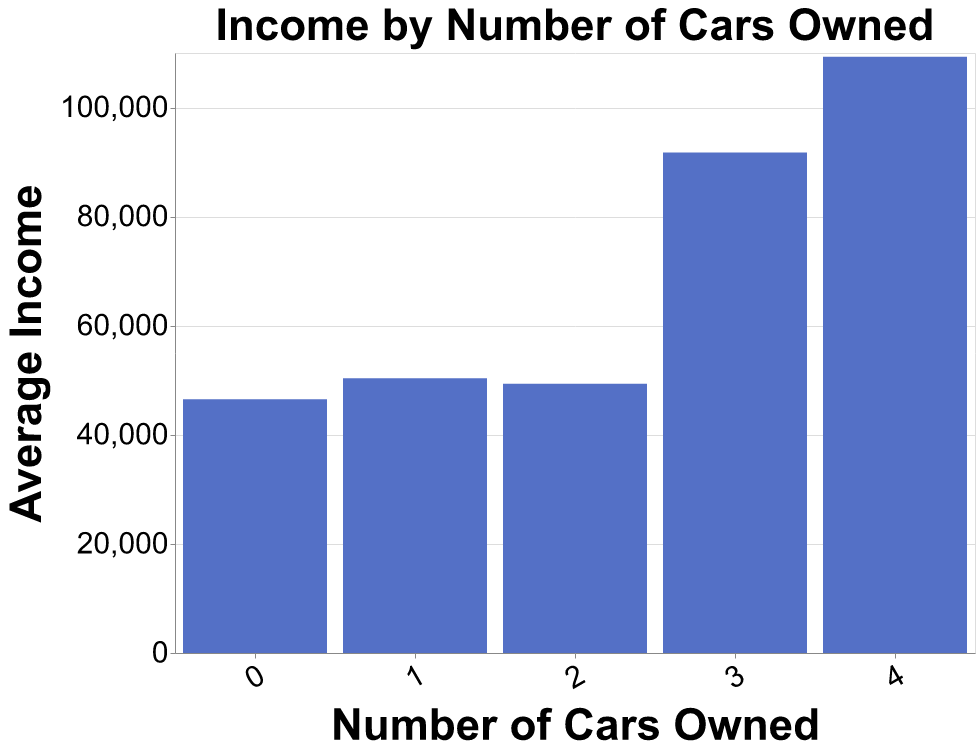 Income by Number of Cars Owned
Average Income
100,000
80,000
60,000
40,000
20,000
0
0 1 2 3 4
Number of Cars Owned